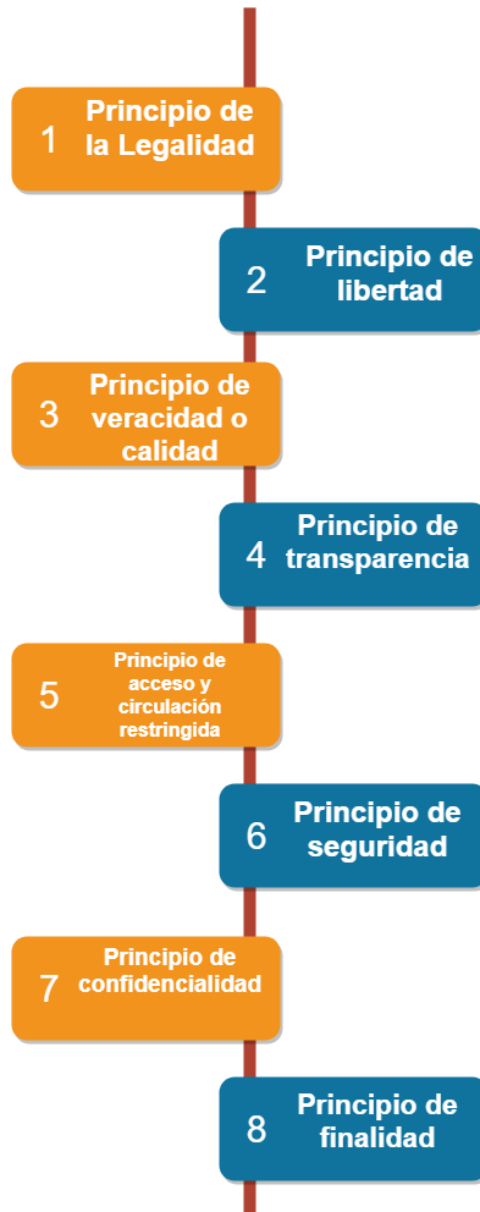 1
Principio de
la Legalidad
2
Principio de
libertad
3
Principio de
veracidad o
calidad
4
Principio de
transparencia
5
Principio de
acceso y
circulación
restringida
6
Principio de
seguridad
7
Principio de
confidencialidad
8
Principio de
finalidad